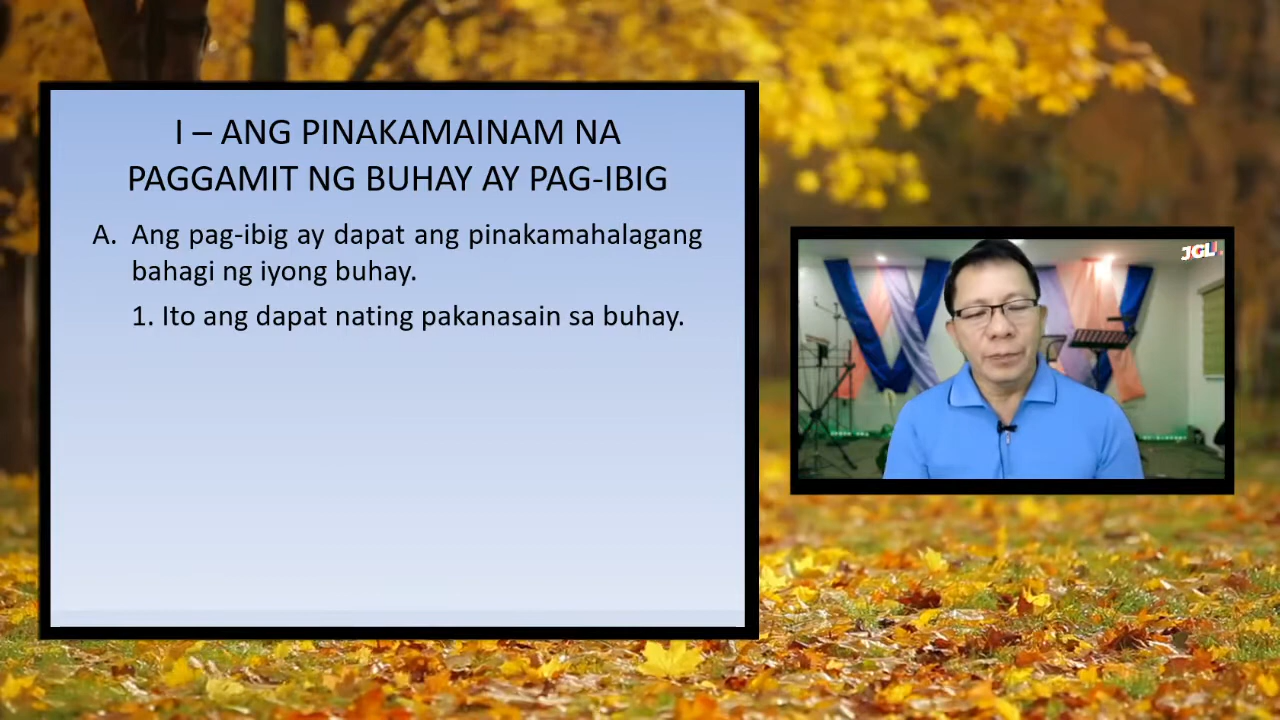 I – ANG PINAKAMAINAM NA
PAGGAMIT NG BUHAY AY PAG-IBIG
A. Ang pag-ibig ay dapat ang pinakamahalagang
bahagi ng iyong buhay.
1. Ito ang dapat nating pakanasain sa buhay.